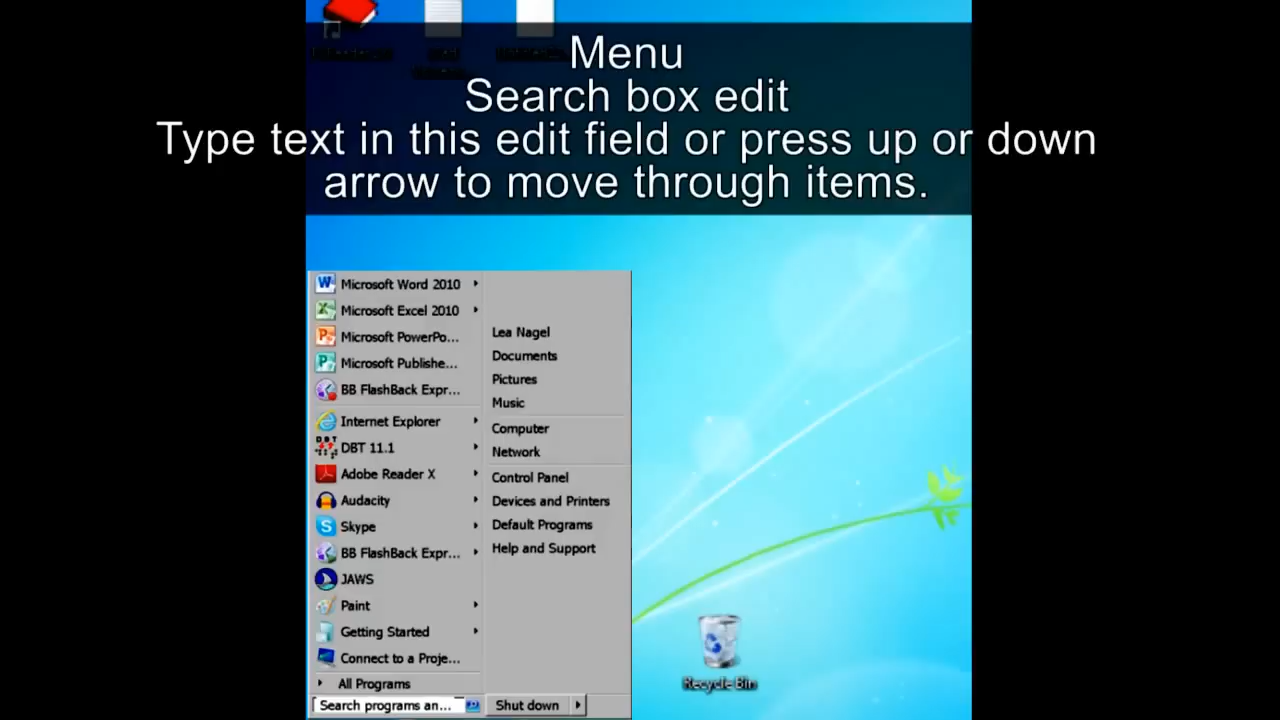 Menu
Search box edit
Type text in this edit field or press up or down
arrow to move through items.
Microsoft Word 2010
Microsoft Excel 2010
Microsoft PowerPo...
Microsoft Publishe...
BB FlashBack Expr...
Internet Explorer
DBT 11.1
Adobe Reader X
Audacity
Skype
BB FlashBack Expr...
JAWS
Paint
Getting Started
Connect to a Proje...
All Programs
Search programs an...
Lea Nagel
Documents
Pictures
Music
Computer
Network
Control Panel
Devices and Printers
Default Programs
Help and Support
Shut down
Recycle Bin